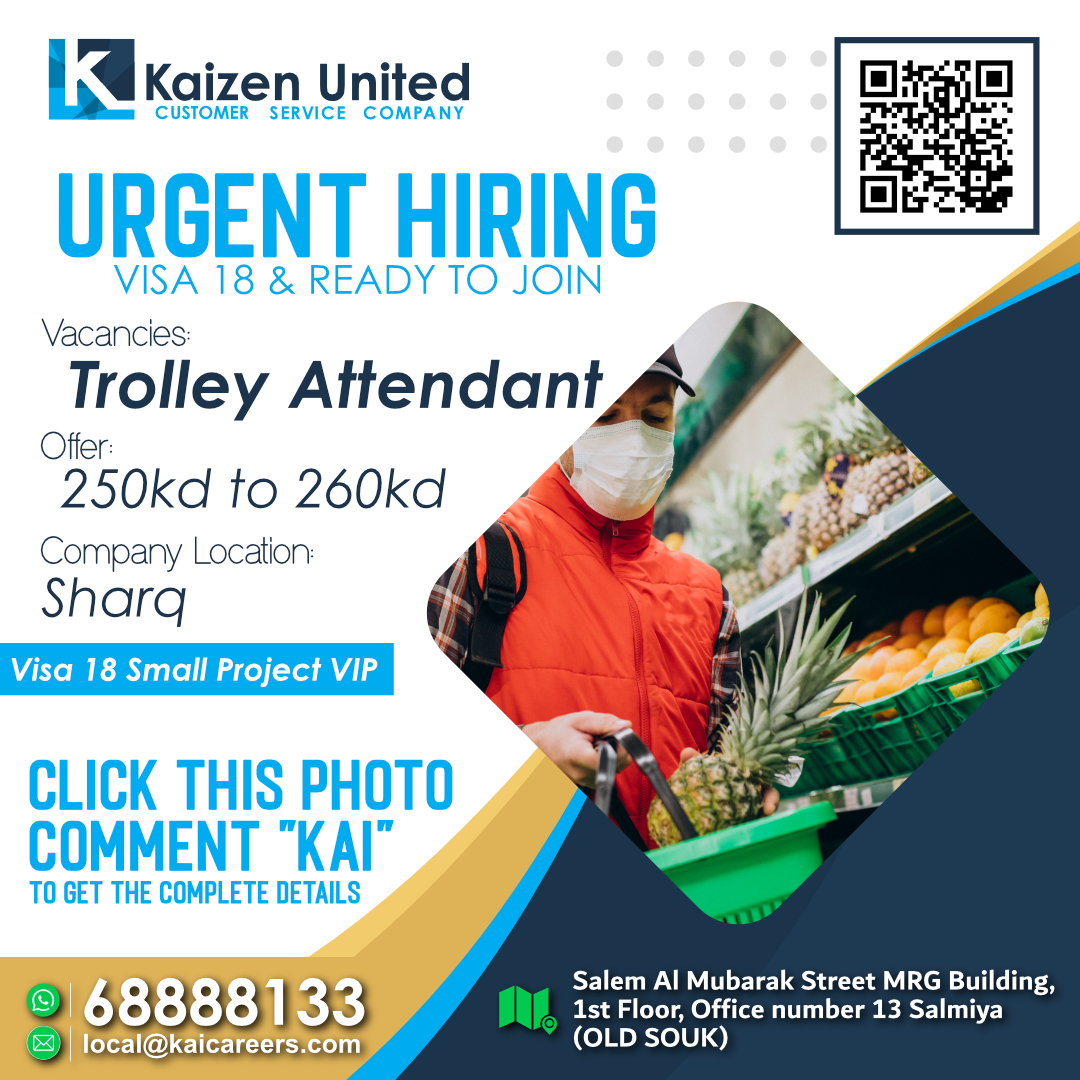 K
Kaizen United
CUSTOMER SERVICE COMPANY
URGENT HIRING
VISA 18 & READY TO JOIN
Vacancies:
Trolley Attendant
Offer:
250kd to 260kd
Company Location:
Sharq
Visa 18 Small Project VIP
CLICK THIS PHOTO
COMMENT "KAI"
TO GET THE COMPLETE DETAILS
68888133
local@kaicareers.com
Salem Al Mubarak Street MRG Building,
1st Floor, Office number 13 Salmiya
(OLD SOUK)